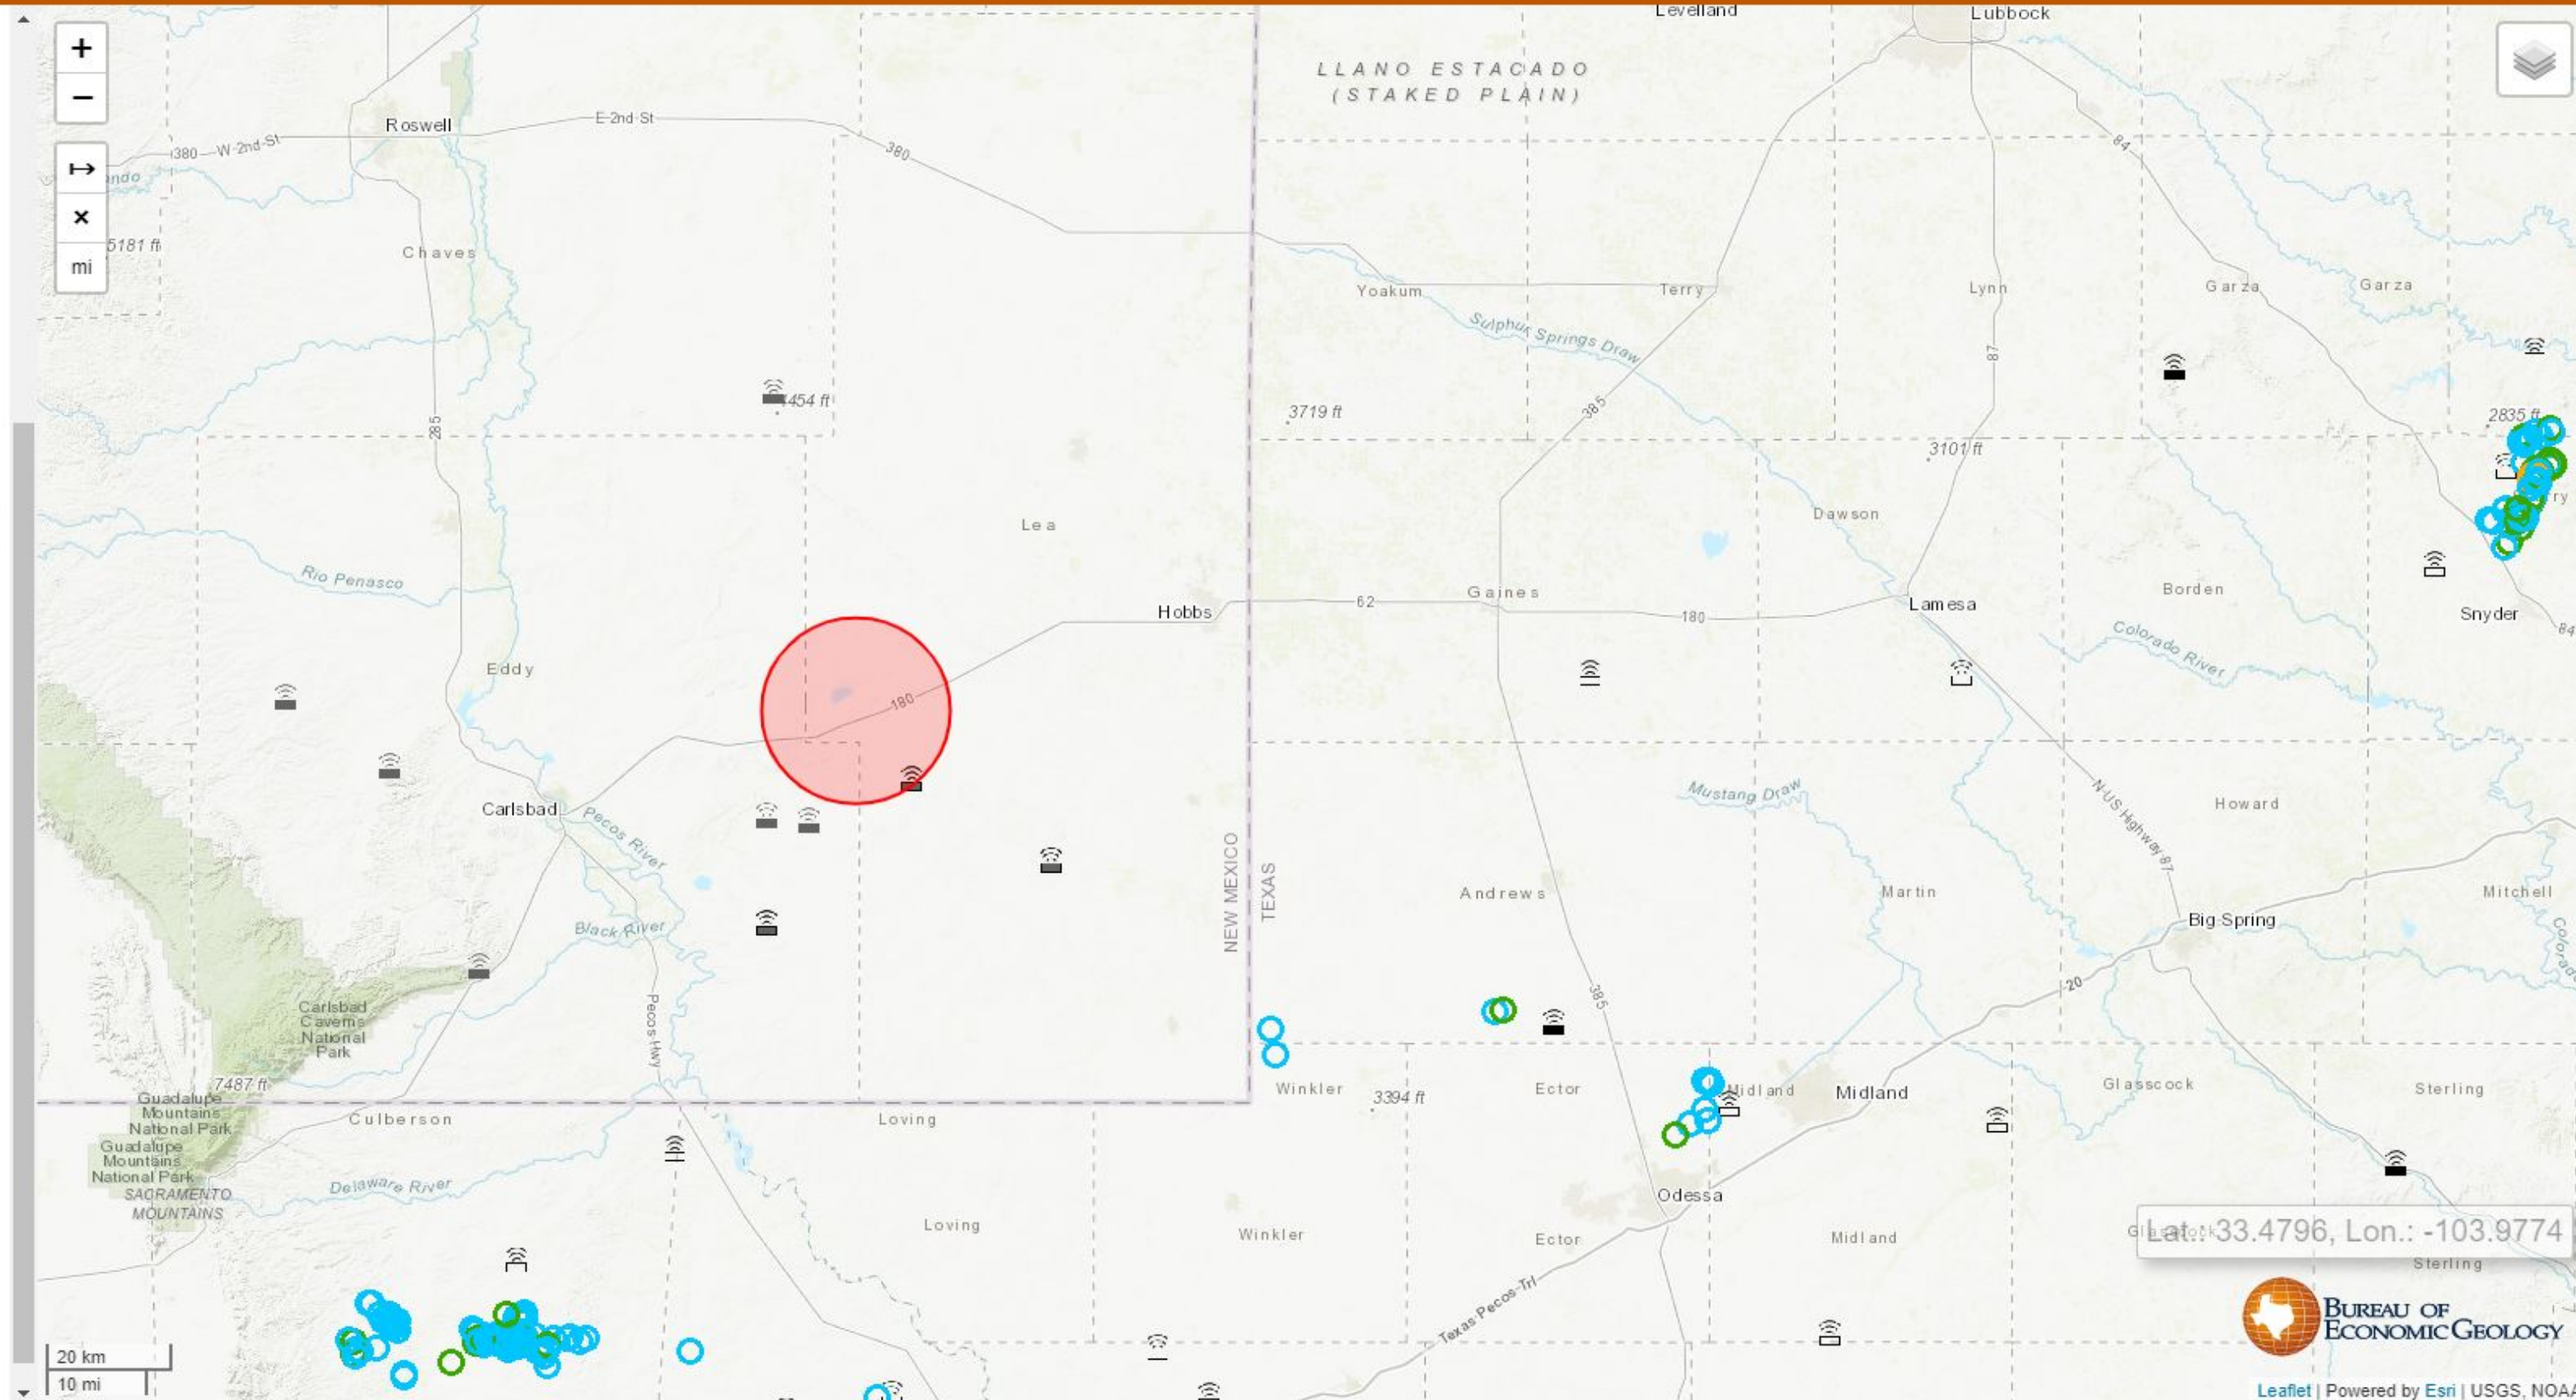 Levelland
Lubbock
+
−
LLANO ESTACADO
(STAKED PLAIN)
Roswell
E 2nd St
380
W 2nd St
380
84
mi
5181 ft
Chaves
Yoakum
Terry
Lynn
Garza
Garza
Sulphur Springs Draw
87
454 ft
3719 ft
385
285
2835 ft
3101 ft
Lea
Dawson
Rio Penasco
Gaines
Borden
Hobbs
62
180
Lamesa
Snyder
84
Eddy
Colorado River
180
Mustang Draw
N US Highway 87
Howard
Carlsbad
Pecos River
NEW MEXICO
TEXAS
Andrews
Martin
Mitchell
Big Spring
Black River
385
20
Carlsbad
Caverns
National
Park
Pecos Hwy
7487 ft
Winkler
3394 ft
Ector
Midland
Midland
Glasscock
Sterling
Guadalupe
Mountains
National Park
Culberson
Loving
Guadalupe
Mountains
National Park
SACRAMENTO
MOUNTAINS
Delaware River
Odessa
Loving
Winkler
Ector
Midland
Lat.: 33.4796, Lon.: -103.9774
Sterling
Texas Pecos Trl
BUREAU OF
ECONOMIC GEOLOGY
20 km
10 mi
Leaflet | Powered by Esri | USGS, NOAA